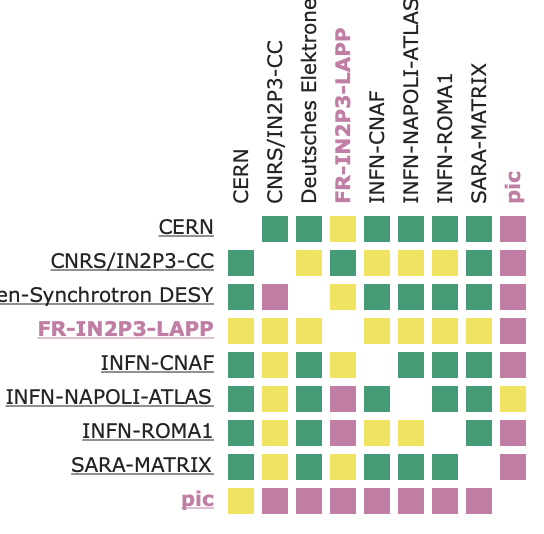 CERN
CNRS/IN2P3-CC
Deutsches Elektrone
FR-IN2P3-LAPP
INFN-CNAF
INFN-NAPOLI-ATLAS
INFN-ROMA1
SARA-MATRIX
pic
CERN
CNRS/IN2P3-CC
en-Synchrotron DESY
FR-IN2P3-LAPP
INFN-CNAF
INFN-NAPOLI-ATLAS
INFN-ROMA1
SARA-MATRIX
pic